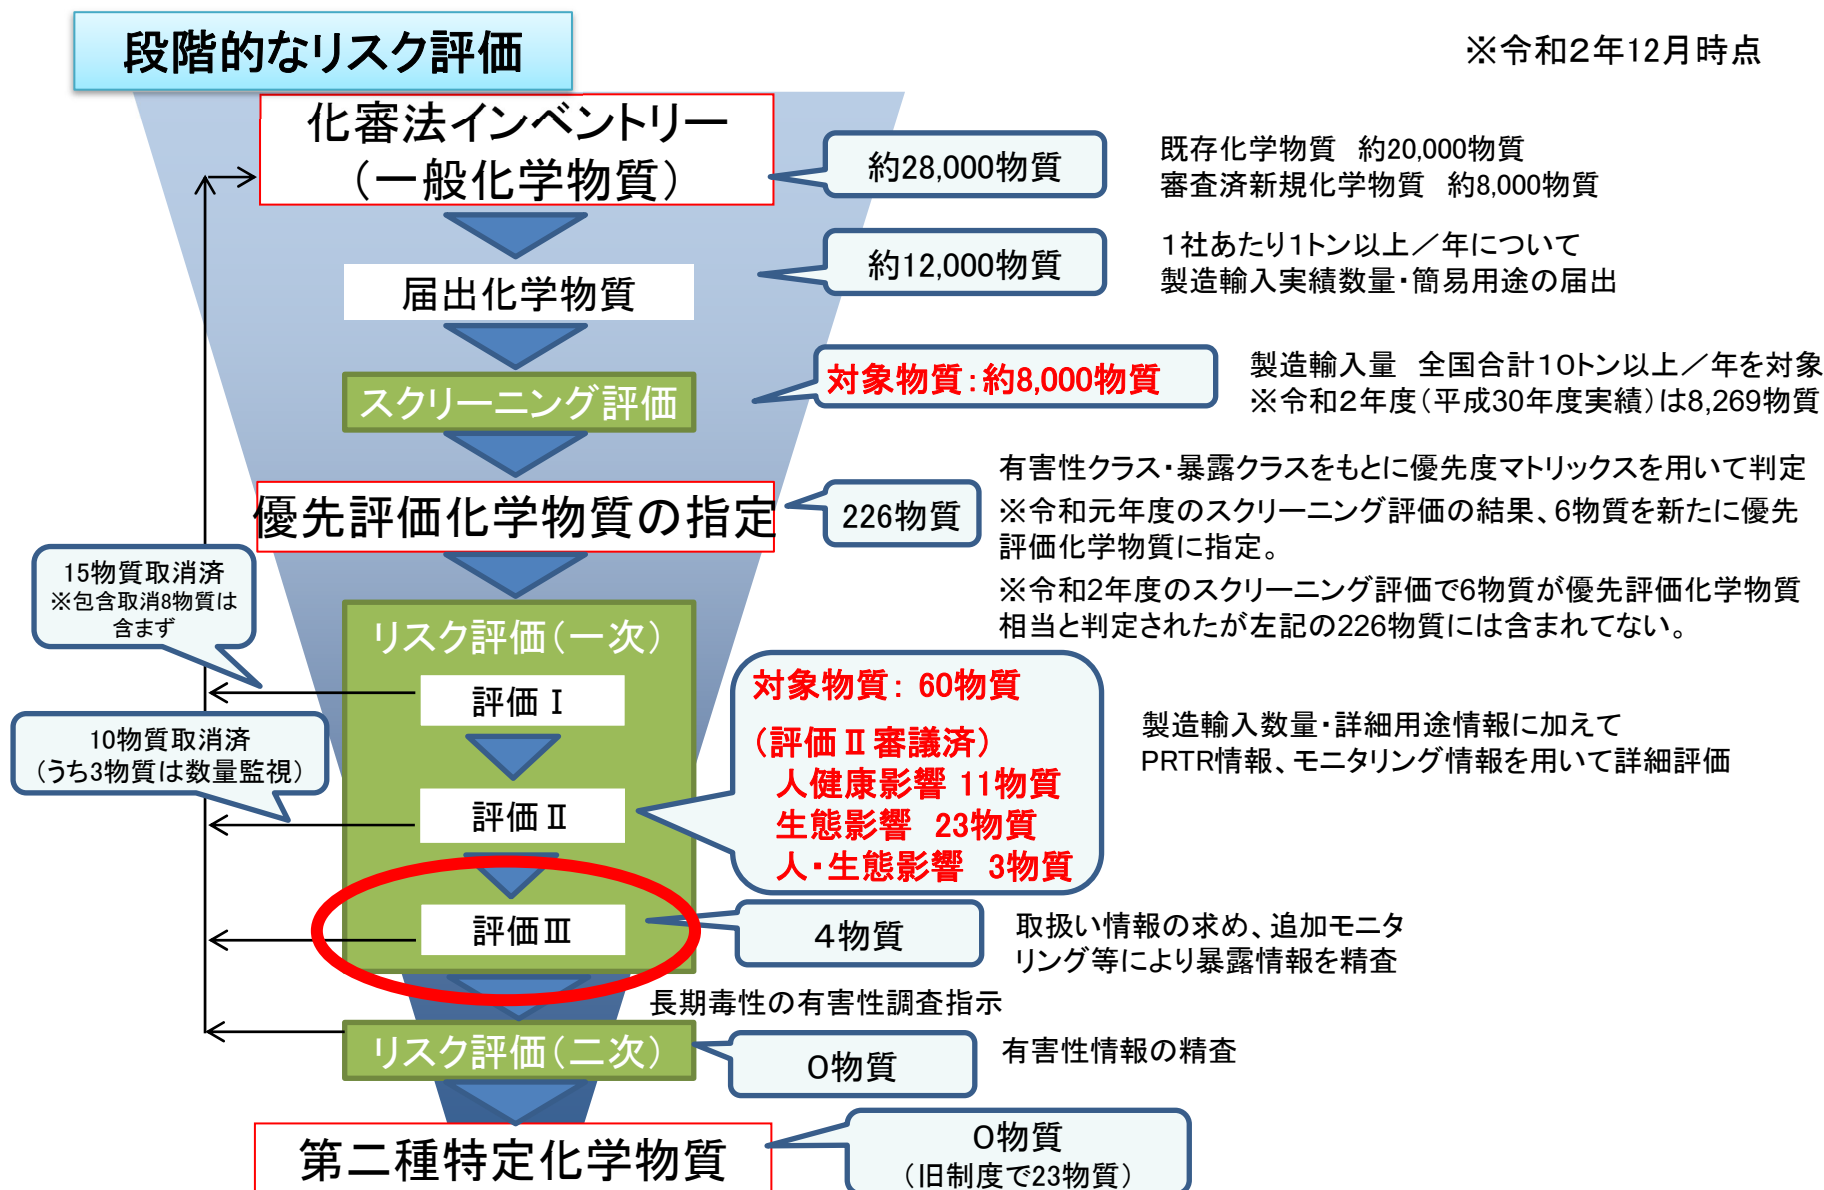 段階的なリスク評価
※令和２年12月時点
化審法インベントリー
（一般化学物質）
約28,000物質
既存化学物質　約20,000物質
審査済新規化学物質　約8,000物質
届出化学物質
約12,000物質
１社あたり１トン以上／年について
製造輸入実績数量・簡易用途の届出
スクリーニング評価
対象物質：約8,000物質
製造輸入量　全国合計１０トン以上／年を対象
※令和２年度（平成30年度実績）は8,269物質
優先評価化学物質の指定
226物質
有害性クラス・暴露クラスをもとに優先度マトリックスを用いて判定
※令和元年度のスクリーニング評価の結果、6物質を新たに優先
評価化学物質に指定。
※令和2年度のスクリーニング評価で6物質が優先評価化学物質
相当と判定されたが左記の226物質には含まれてない。
15物質取消済
※包含取消8物質は
含まず
リスク評価（一次）
評価Ⅰ
10物質取消済
（うち3物質は数量監視）
評価Ⅱ
対象物質： 60物質
（評価Ⅱ審議済）
人健康影響 11物質
生態影響　23物質
人・生態影響　3物質
製造輸入数量・詳細用途情報に加えて
PRTR情報、モニタリング情報を用いて詳細評価
評価Ⅲ
４物質
取扱い情報の求め、追加モニタ
リング等により暴露情報を精査
長期毒性の有害性調査指示
リスク評価（二次）
０物質
有害性情報の精査
第二種特定化学物質
０物質
（旧制度で23物質）